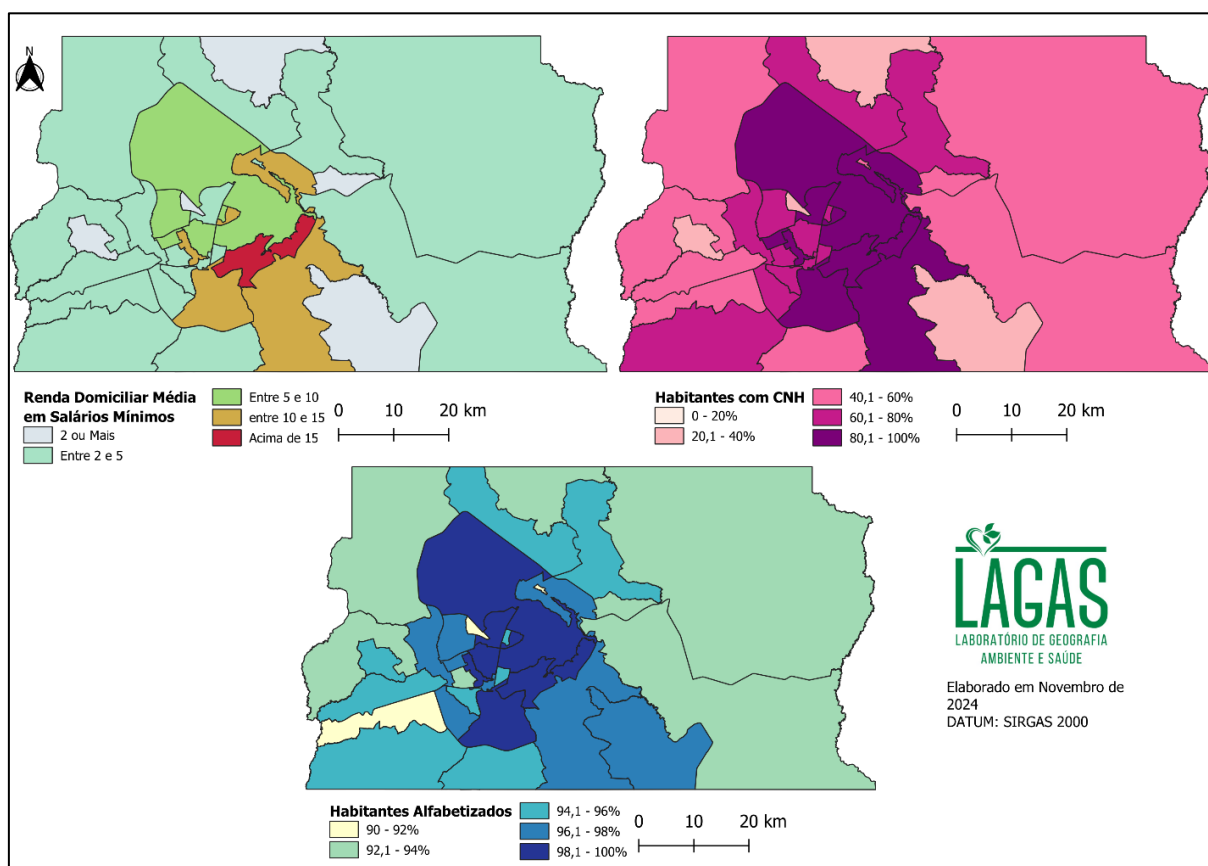 N
Renda Domiciliar Média
em Salários Mínimos
2 ou Mais
Entre 2 e 5
Entre 5 e 10
entre 10 e 15
Acima de 15
0 10 20 km
Habitantes com CNH
0 - 20%
20,1 - 40%
40,1 - 60%
60,1 - 80%
80,1 - 100%
0 10 20 km
Habitantes Alfabetizados
90 - 92%
92,1 - 94%
94,1 - 96%
96,1 - 98%
98,1 - 100%
0 10 20 km
LAGAS
LABORATÓRIO DE GEOGRAFIA
AMBIENTE E SAÚDE
Elaborado em Novembro de
2024
DATUM: SIRGAS 2000